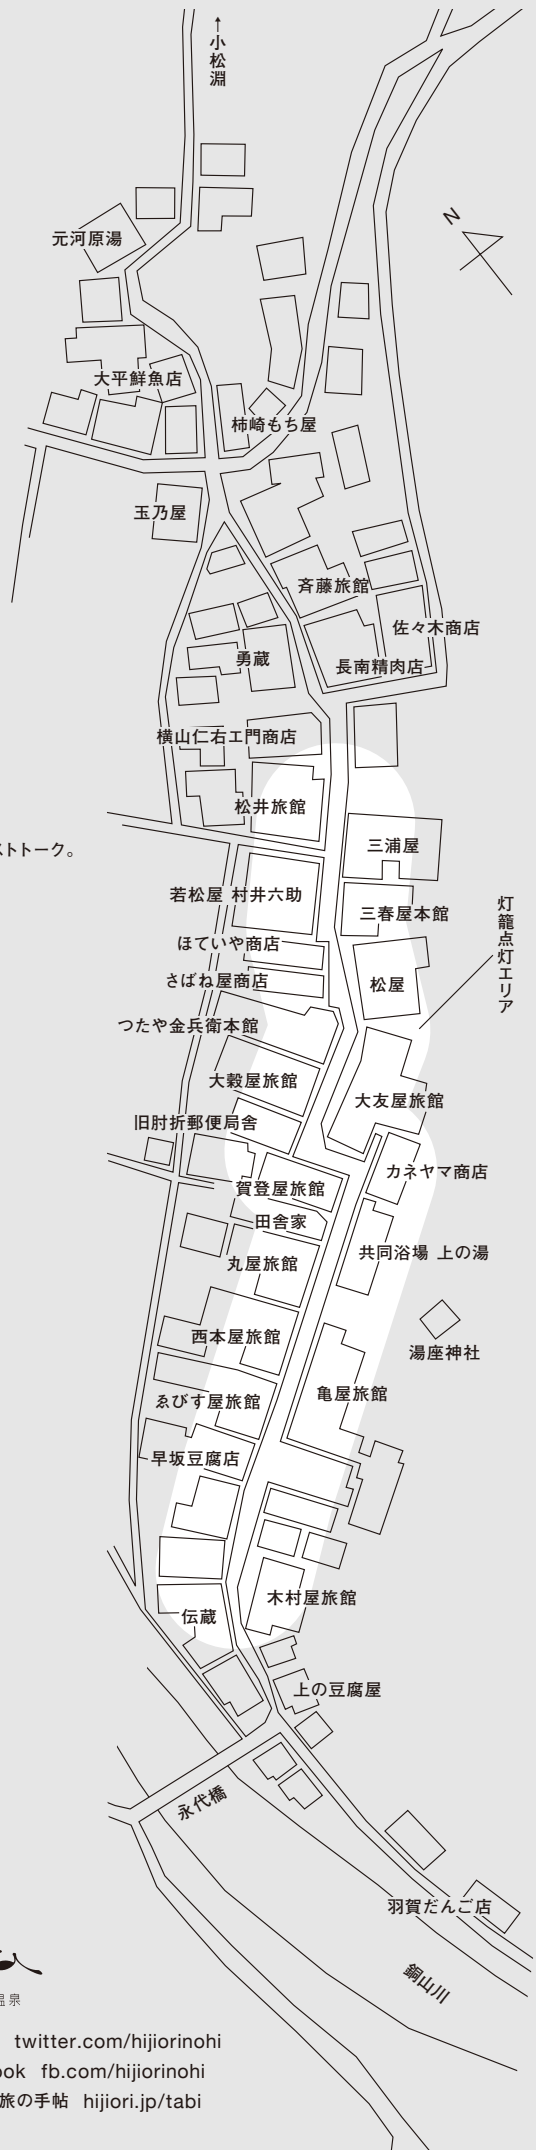 ↑小松淵
N
元河原湯
大平鮮魚店
柿崎もち屋
玉乃屋
斉藤旅館
佐々木商店
勇蔵
長南精肉店
横山仁右エ門商店
松井旅館
三浦屋
ストトーク。
若松屋 村井六助
三春屋本館
灯籠点灯エリア
ほていや商店
さばね屋商店
松屋
つたや金兵衛本館
大穀屋旅館
大友屋旅館
旧肘折郵便局舎
カネヤマ商店
賀登屋旅館
田舎家
共同浴場 上の湯
丸屋旅館
西本屋旅館
湯座神社
亀屋旅館
ゑびす屋旅館
早坂豆腐店
木村屋旅館
伝蔵
上の豆腐屋
永代橋
羽賀だんご店
銅山川
温泉
twitter.com/hijiorinohi
ok fb.com/hijiorinohi
旅の手帖 hijiori.jp/tabi